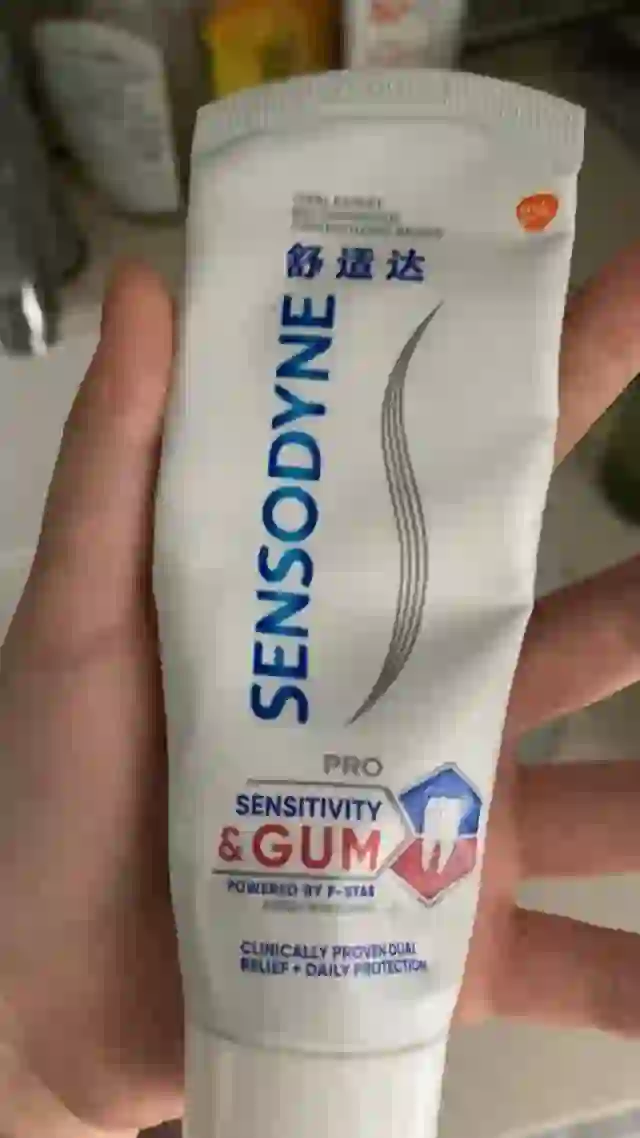 舒适达
SENSODYNE
PRO
SENSITIVITY
& GUM
POWERED BY
CLINICALLY PROVEN DUAL
RELIEF + DAILY PROTECTION